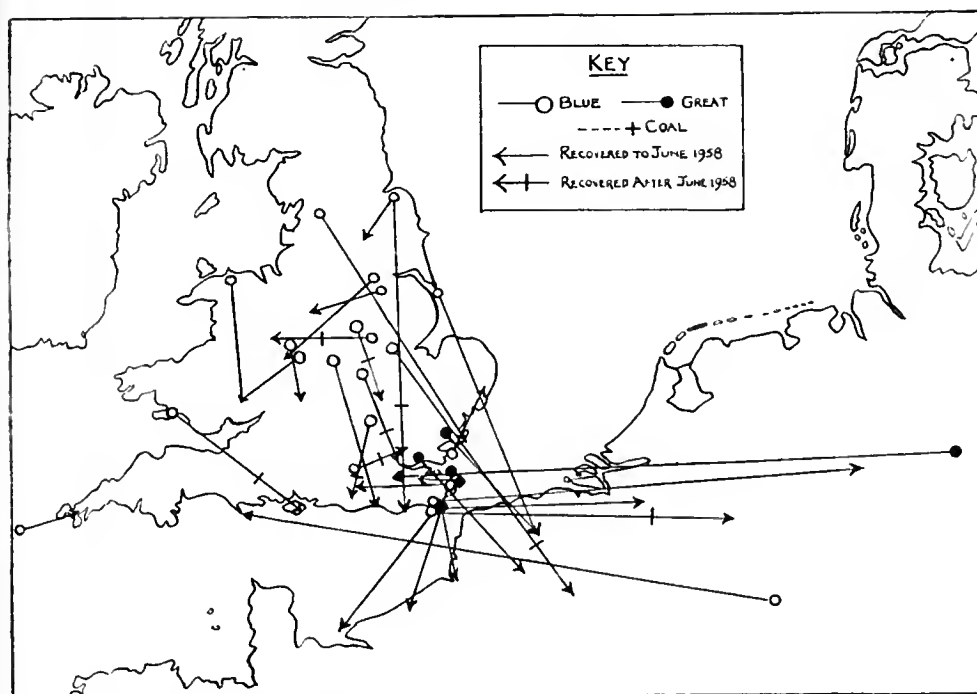 KEY
BLUE GREAT
COAL
RECOVERED TO JUNE 1958
RECOVERED AFTER JUNE 1958